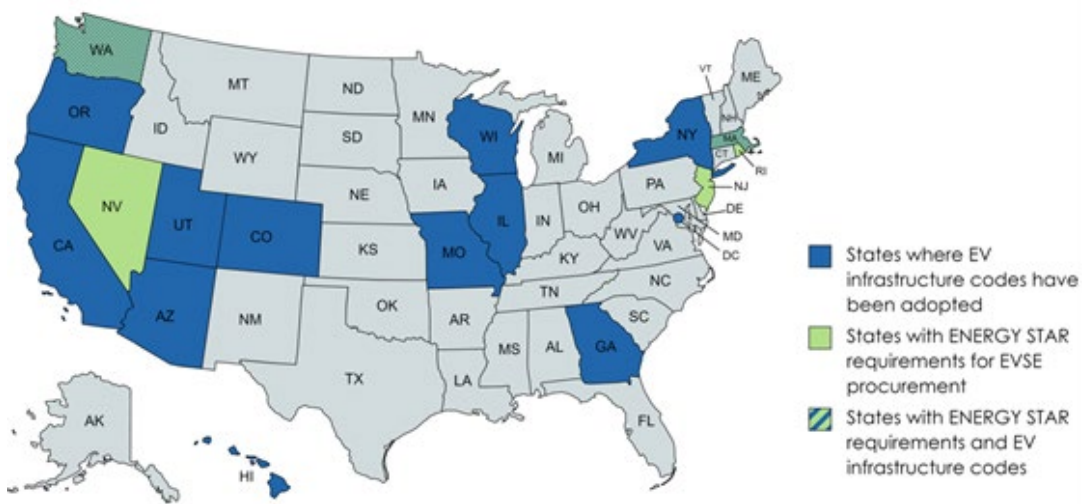 WA
MT
ND
MN
VT
ME
OR
ID
SD
WI
NH
NY
MA
WY
MI
CT
RI
IA
PA
NV
NE
NJ
UT
IL
IN
OH
DE
CA
CO
WV
MD
KS
MO
VA
DC
KY
NC
TN
AZ
NM
OK
AR
SC
MS
AL
GA
TX
LA
AK
FL
HI
States where EV
infrastructure codes have
been adopted
States with ENERGY STAR
requirements for EVSE
procurement
States with ENERGY STAR
requirements and EV
infrastructure codes